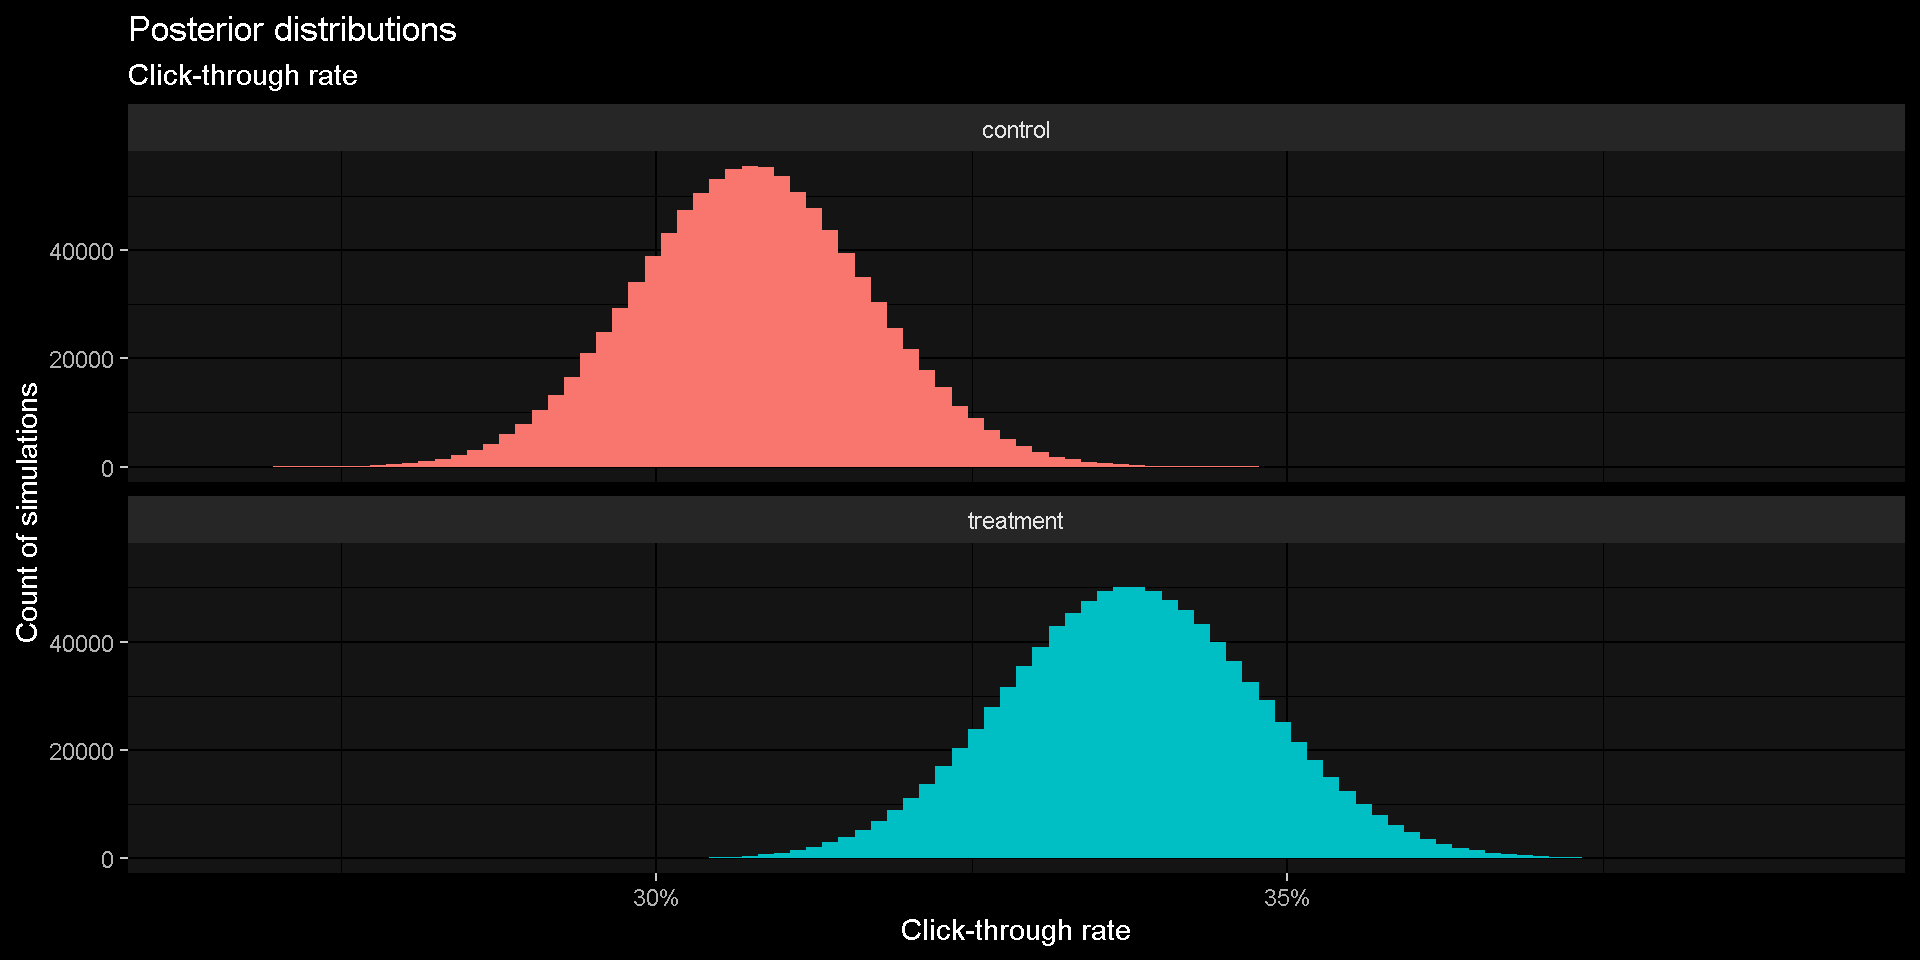 Posterior distributions
Click-through rate
control
40000
20000
0
treatment
40000
20000
0
Count of simulations
30%
35%
Click-through rate